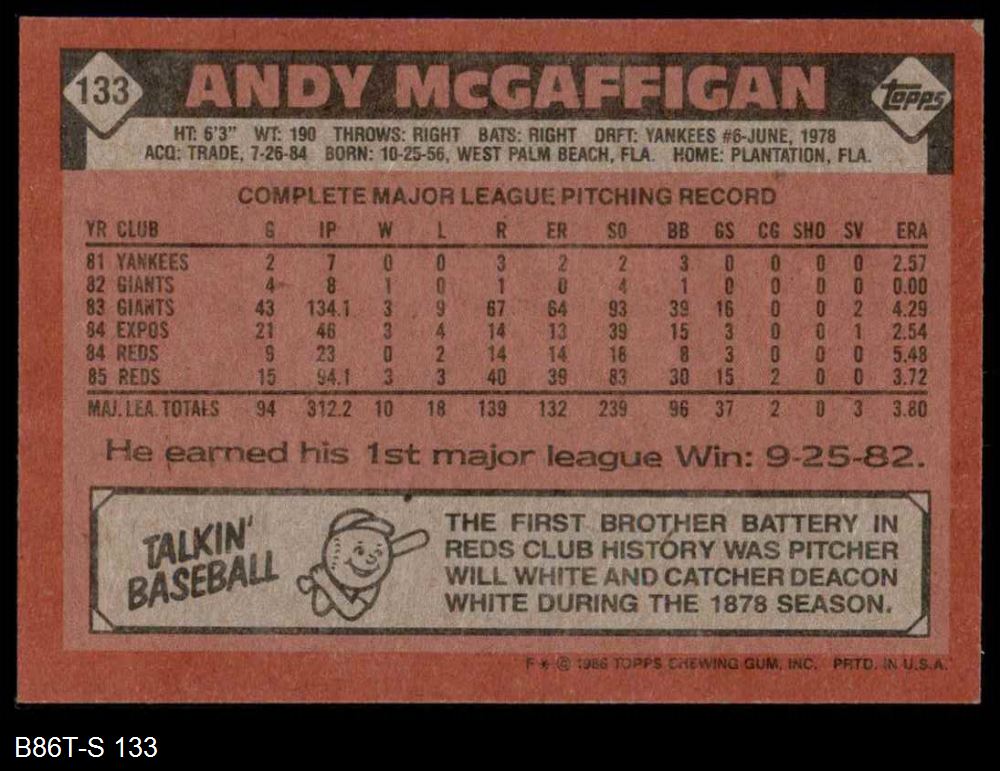 133 ANDY McGAFFIGAN topps
HT: 6'3" WT: 190 THROWS: RIGHT BATS: RIGHT DRFT: YANKEES #6-JUNE, 1978
ACQ: TRADE, 7-26-84 BORN: 10-25-56, WEST PALM BEACH, FLA. HOME: PLANTATION, FLA.
COMPLETE MAJOR LEAGUE PITCHING RECORD
YR CLUB G IP W L R ER SO BB GS CG SHO SV ERA
81 YANKEES 2 7 0 0 3 2 2 3 0 0 0 0 2.57
82 GIANTS 4 8 1 0 1 0 4 1 0 0 0 0 0.00
83 GIANTS 43 134.1 3 9 67 64 93 39 16 0 0 2 4.29
84 EXPOS 21 46 3 4 14 13 39 15 3 0 0 1 2.54
84 REDS 9 23 0 2 14 14 18 8 3 0 0 0 5.48
85 REDS 15 94.1 3 3 40 39 83 30 15 2 0 0 3.72
MAJ. LEA. TOTALS 94 312.2 10 18 139 132 239 96 37 2 0 3 3.80
He earned his 1st major league Win: 9-25-82.
TALKIN'
BASEBALL
THE FIRST BROTHER BATTERY IN
REDS CLUB HISTORY WAS PITCHER
WILL WHITE AND CATCHER DEACON
WHITE DURING THE 1878 SEASON.
F * © 1986 TOPPS CHEWING GUM, INC. PRTD. IN U.S.A.
B86T-S 133